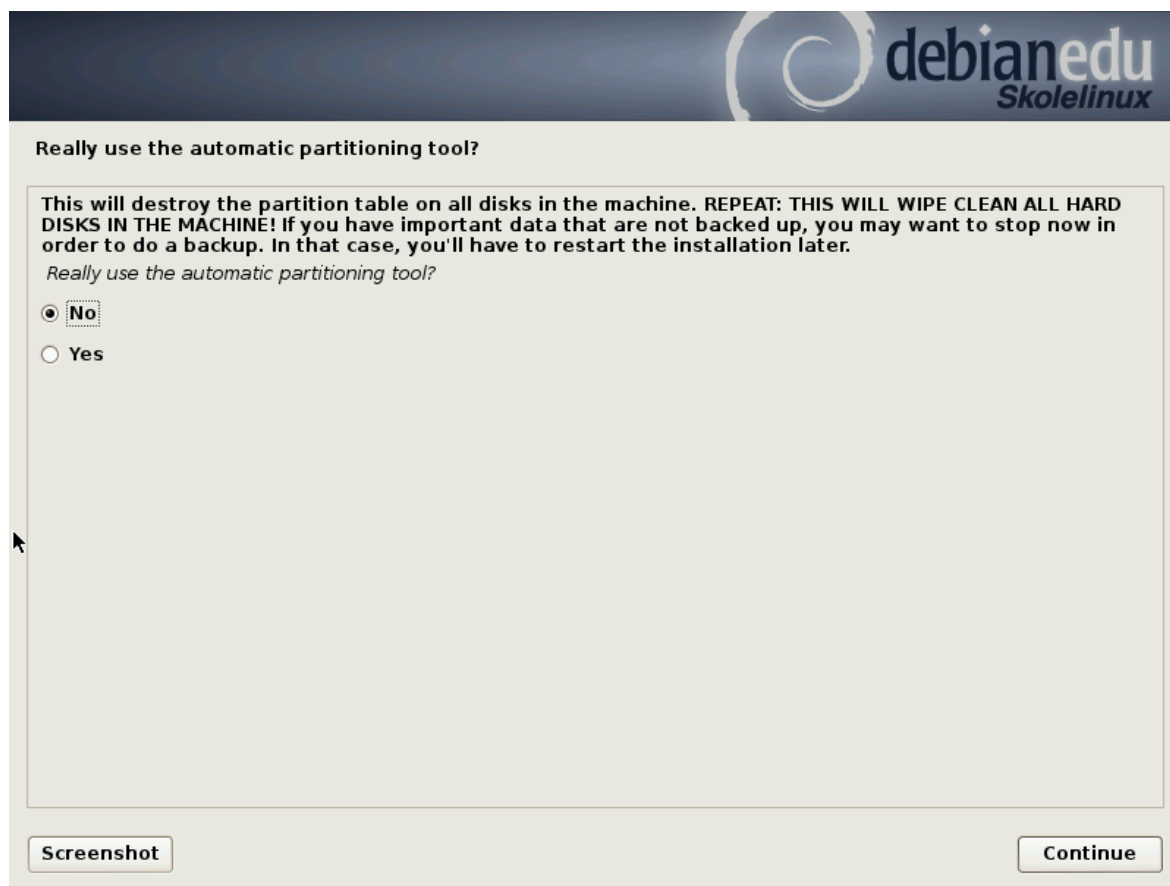 debianedu
Skolelinux
Really use the automatic partitioning tool?
This will destroy the partition table on all disks in the machine. REPEAT: THIS WILL WIPE CLEAN ALL HARD
DISKS IN THE MACHINE! If you have important data that are not backed up, you may want to stop now in
order to do a backup. In that case, you'll have to restart the installation later.
Really use the automatic partitioning tool?
No
Yes
Screenshot
Continue